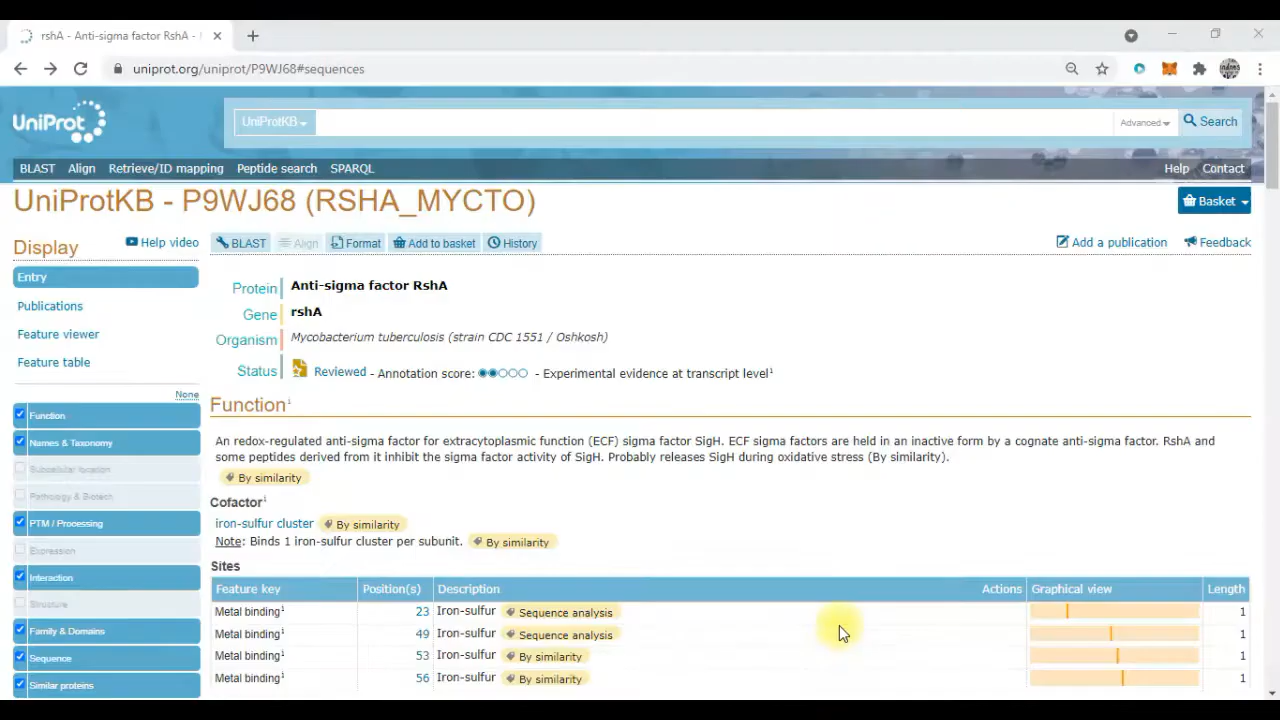 rshA - Anti-sigma factor RshA -
uniprot.org/uniprot/P9WJ68#sequences
UniProt
UniProtKB
Advanced
Search
BLAST Align Retrieve/ID mapping Peptide search SPARQL Help Contact
UniProtKB - P9WJ68 (RSHA_MYCTO)
Basket
Display
Help video
BLAST Align Format Add to basket History
Add a publication Feedback
Entry
Publications
Feature viewer
Feature table
None
Function
Names & Taxonomy
Subcellular location
Pathology & Biotech
PTM / Processing
Expression
Interaction
Structure
Family & Domains
Sequence
Similar proteins
Protein Anti-sigma factor RshA
Gene rshA
Organism Mycobacterium tuberculosis (strain CDC 1551 / Oshkosh)
Status Reviewed - Annotation score: - Experimental evidence at transcript level i
Function i
An redox-regulated anti-sigma factor for extracytoplasmic function (ECF) sigma factor SigH. ECF sigma factors are held in an inactive form by a cognate anti-sigma factor. RshA and
some peptides derived from it inhibit the sigma factor activity of SigH. Probably releases SigH during oxidative stress (By similarity).
By similarity
Cofactor i
iron-sulfur cluster By similarity
Note: Binds 1 iron-sulfur cluster per subunit. By similarity
Sites
Feature key Position(s) Description Actions Graphical view Length
Metal binding i 23 Iron-sulfur Sequence analysis 1
Metal binding i 49 Iron-sulfur Sequence analysis 1
Metal binding i 53 Iron-sulfur By similarity 1
Metal binding i 56 Iron-sulfur By similarity 1